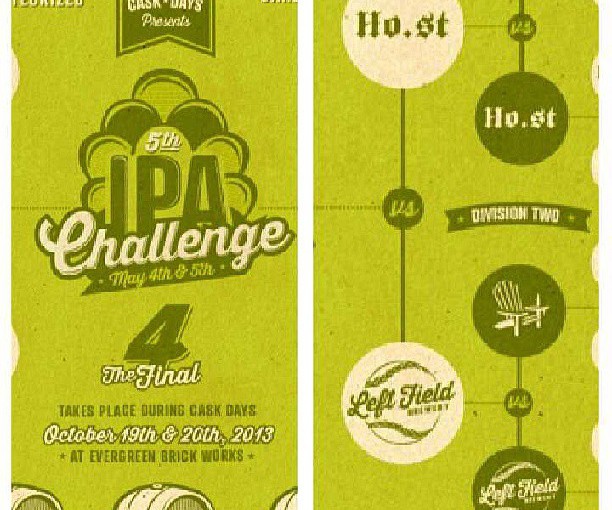 CASK★DAYS
Presents
5th
IPA
Challenge
May 4th & 5th
4
The Final
TAKES PLACE DURING CASK DAYS
October 19th & 20th, 2013
★ AT EVERGREEN BRICK WORKS ★
Ho.st
vs
Ho.st
vs
DIVISION TWO
Left Field
BREWERY
vs
Left Field
BREWERY